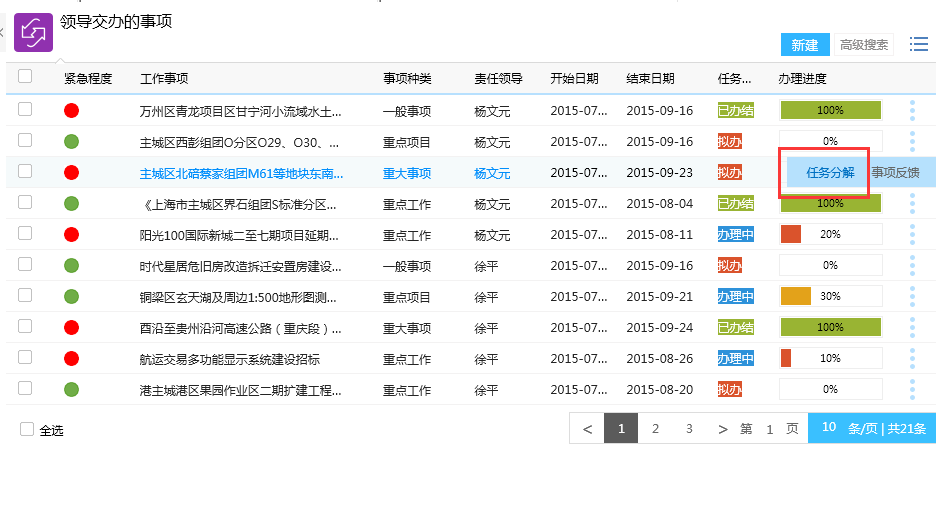 领导交办的事项
新建 高级搜索
紧急程度 工作事项 事项种类 责任领导 开始日期 结束日期 任务... 办理进度
万州区青龙项目区甘宁河小流域水土... 一般事项 杨文元 2015-07... 2015-09-16 已办结 100%
主城区西彭组团O分区O29、O30、... 重点项目 杨文元 2015-07... 2015-09-16 拟办 0%
主城区北碚蔡家组团M61等地块东南... 重大事项 杨文元 2015-07... 2015-09-23 拟办 任务分解 事项反馈
《上海市主城区界石组团S标准分区... 重点工作 杨文元 2015-07... 2015-08-04 已办结 100%
阳光100国际新城二至七期项目延期... 重点工作 杨文元 2015-07... 2015-08-11 办理中 20%
时代星居危旧房改造拆迁安置房建设... 一般事项 徐平 2015-07... 2015-09-16 拟办 0%
铜梁区玄天湖及周边1:500地形图测... 重点项目 徐平 2015-07... 2015-09-21 办理中 30%
酉沿至贵州沿河高速公路（重庆段）... 重大事项 徐平 2015-07... 2015-09-24 已办结 100%
航运交易多功能显示系统建设招标 重点工作 徐平 2015-07... 2015-08-26 办理中 10%
港主城港区果园作业区二期扩建工程... 重点工作 徐平 2015-07... 2015-08-20 拟办 0%
全选 < 1 2 3 > 第 1 页 10 条/页 | 共21条